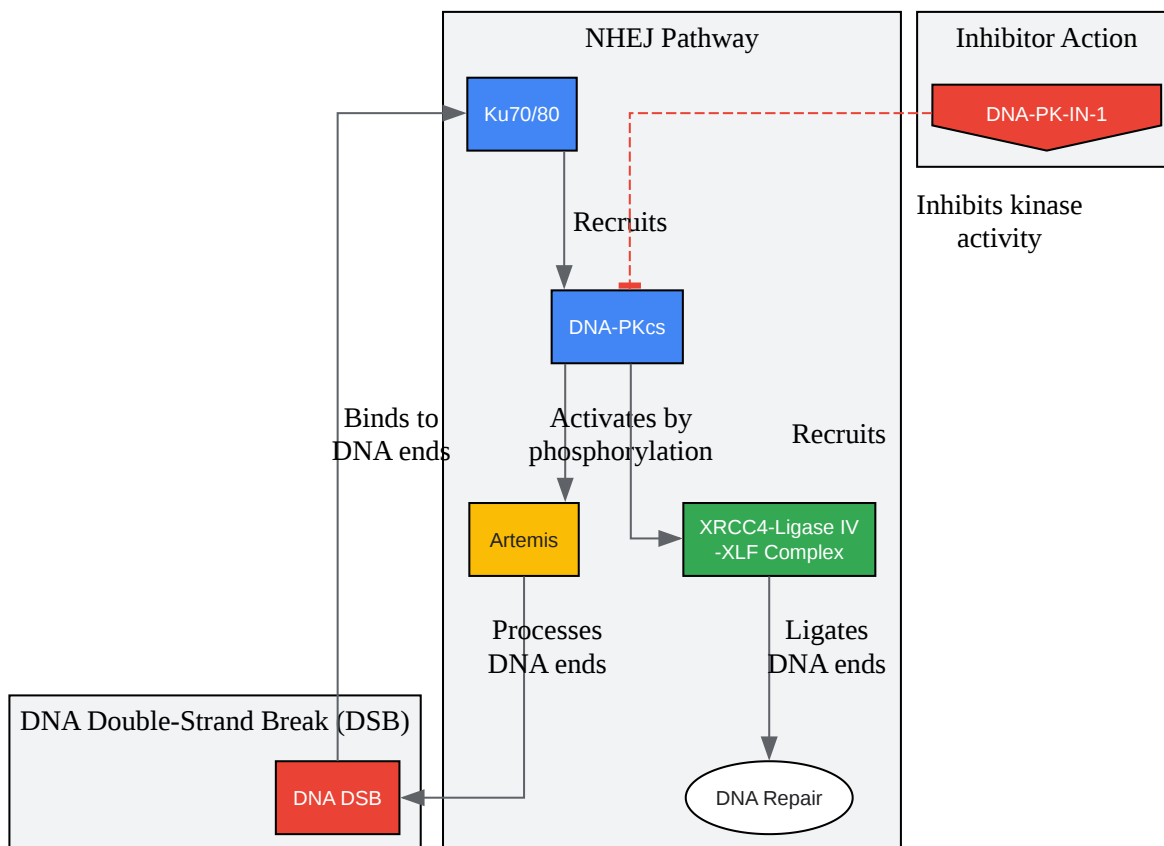 NHEJ Pathway
Inhibitor Action
Ku70/80
DNA-PK-IN-1
Recruits
Inhibits kinase
activity
DNA-PKcs
Binds to
DNA ends
Activates by
phosphorylation
Recruits
Artemis
XRCC4-Ligase IV
-XLF Complex
Processes
DNA ends
Ligates
DNA ends
DNA Double-Strand Break (DSB)
DNA DSB
DNA Repair